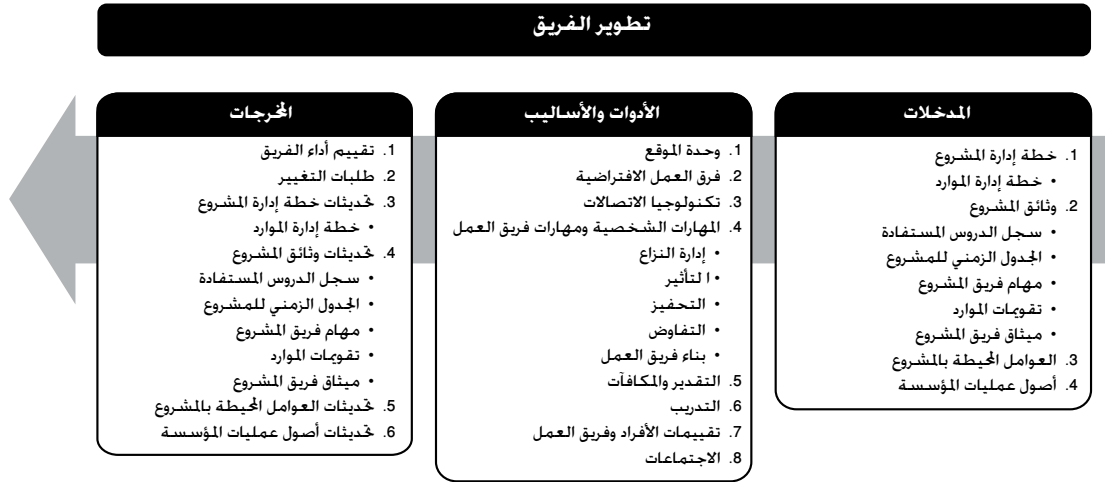 تطوير الفريق
المدخلات
1. خطة إدارة المشروع
• خطة إدارة الموارد
2. وثائق المشروع
• سجل الدروس المستفادة
• الجدول الزمني للمشروع
• مهام فريق المشروع
• تقويمات الموارد
• ميثاق فريق المشروع
3. العوامل المحيطة بالمشروع
4. أصول عمليات المؤسسة
الأدوات والأساليب
1. وحدة الموقع
2. فرق العمل الافتراضية
3. تكنولوجيا الاتصالات
4. المهارات الشخصية ومهارات فريق العمل
• إدارة النزاع
• ا لتأثير
• التحفيز
• التفاوض
• بناء فريق العمل
5. التقدير والمكافآت
6. التدريب
7. تقييمات الأفراد وفريق العمل
8. الاجتماعات
المخرجات
1. تقييم أداء الفريق
2. طلبات التغيير
3. تحديثات خطة إدارة المشروع
• خطة إدارة الموارد
4. تحديثات وثائق المشروع
• سجل الدروس المستفادة
• الجدول الزمني للمشروع
• مهام فريق المشروع
• تقويمات الموارد
• ميثاق فريق المشروع
5. تحديثات العوامل المحيطة بالمشروع
6. تحديثات أصول عمليات المؤسسة